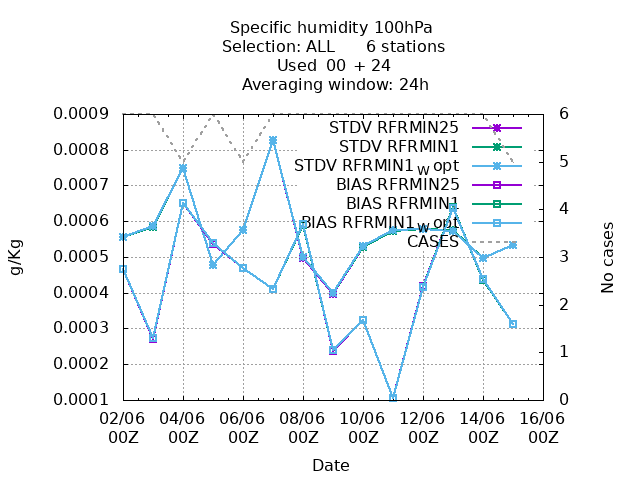 Specific humidity 100hPa
Selection: ALL 6 stations
Used 00 + 24
Averaging window: 24h
0.0009
0.0008
0.0007
0.0006
0.0005
0.0004
0.0003
0.0002
0.0001
g/Kg
STDV RFRMIN25
STDV RFRMIN1
STDV RFRMIN1wopt
BIAS RFRMIN25
BIAS RFRMIN1
BIAS RFRMIN1wopt
CASES
6
5
4
3
2
1
0
No cases
02/06 04/06 06/06 08/06 10/06 12/06 14/06 16/06
00Z 00Z 00Z 00Z 00Z 00Z 00Z 00Z
Date